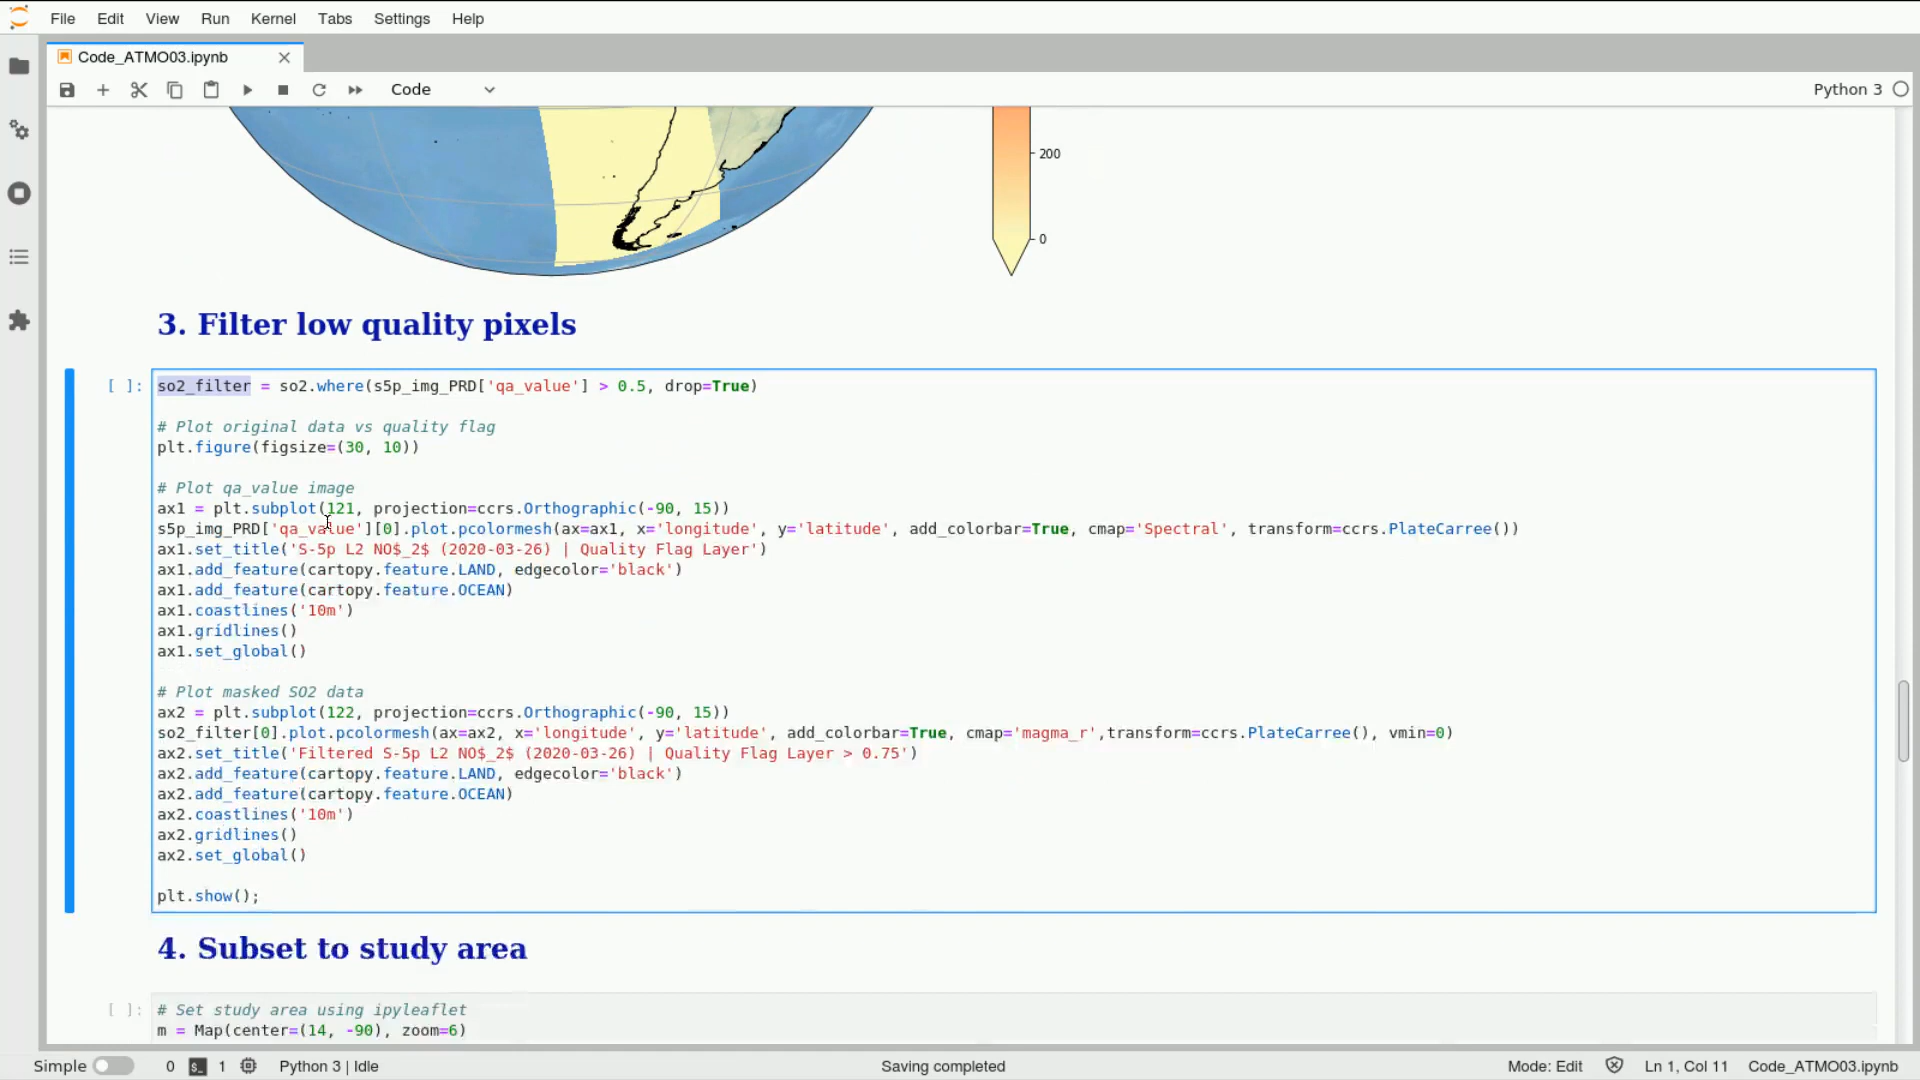 File Edit View Run Kernel Tabs Settings Help
Code_ATMO03.ipynb
Code
Python 3
200
0
3. Filter low quality pixels
[ ]:
so2_filter = so2.where(s5p_img_PRD['qa_value'] > 0.5, drop=True)
# Plot original data vs quality flag
plt.figure(figsize=(30, 10))
# Plot qa_value image
ax1 = plt.subplot(121, projection=ccrs.Orthographic(-90, 15))
s5p_img_PRD['qa_value'][0].plot.pcolormesh(ax=ax1, x='longitude', y='latitude', add_colorbar=True, cmap='Spectral', transform=ccrs.PlateCarree())
ax1.set_title('S-5p L2 NO$_2$ (2020-03-26) | Quality Flag Layer')
ax1.add_feature(cartopy.feature.LAND, edgecolor='black')
ax1.add_feature(cartopy.feature.OCEAN)
ax1.coastlines('10m')
ax1.gridlines()
ax1.set_global()
# Plot masked SO2 data
ax2 = plt.subplot(122, projection=ccrs.Orthographic(-90, 15))
so2_filter[0].plot.pcolormesh(ax=ax2, x='longitude', y='latitude', add_colorbar=True, cmap='magma_r',transform=ccrs.PlateCarree(), vmin=0)
ax2.set_title('Filtered S-5p L2 NO$_2$ (2020-03-26) | Quality Flag Layer > 0.75')
ax2.add_feature(cartopy.feature.LAND, edgecolor='black')
ax2.add_feature(cartopy.feature.OCEAN)
ax2.coastlines('10m')
ax2.gridlines()
ax2.set_global()
plt.show();
4. Subset to study area
[ ]:
# Set study area using ipyleaflet
m = Map(center=(14, -90), zoom=6)
Simple 0 1 Python 3 | Idle Saving completed Mode: Edit Ln 1, Col 11 Code_ATMO03.ipynb